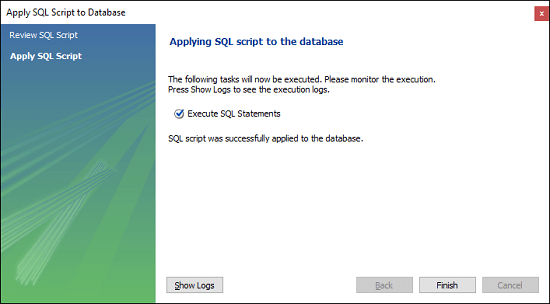 Apply SQL Script to Database
x
Review SQL Script
Apply SQL Script
Applying SQL script to the database
The following tasks will now be executed. Please monitor the execution.
Press Show Logs to see the execution logs.
Execute SQL Statements
SQL script was successfully applied to the database.
Show Logs
Back
Finish
Cancel